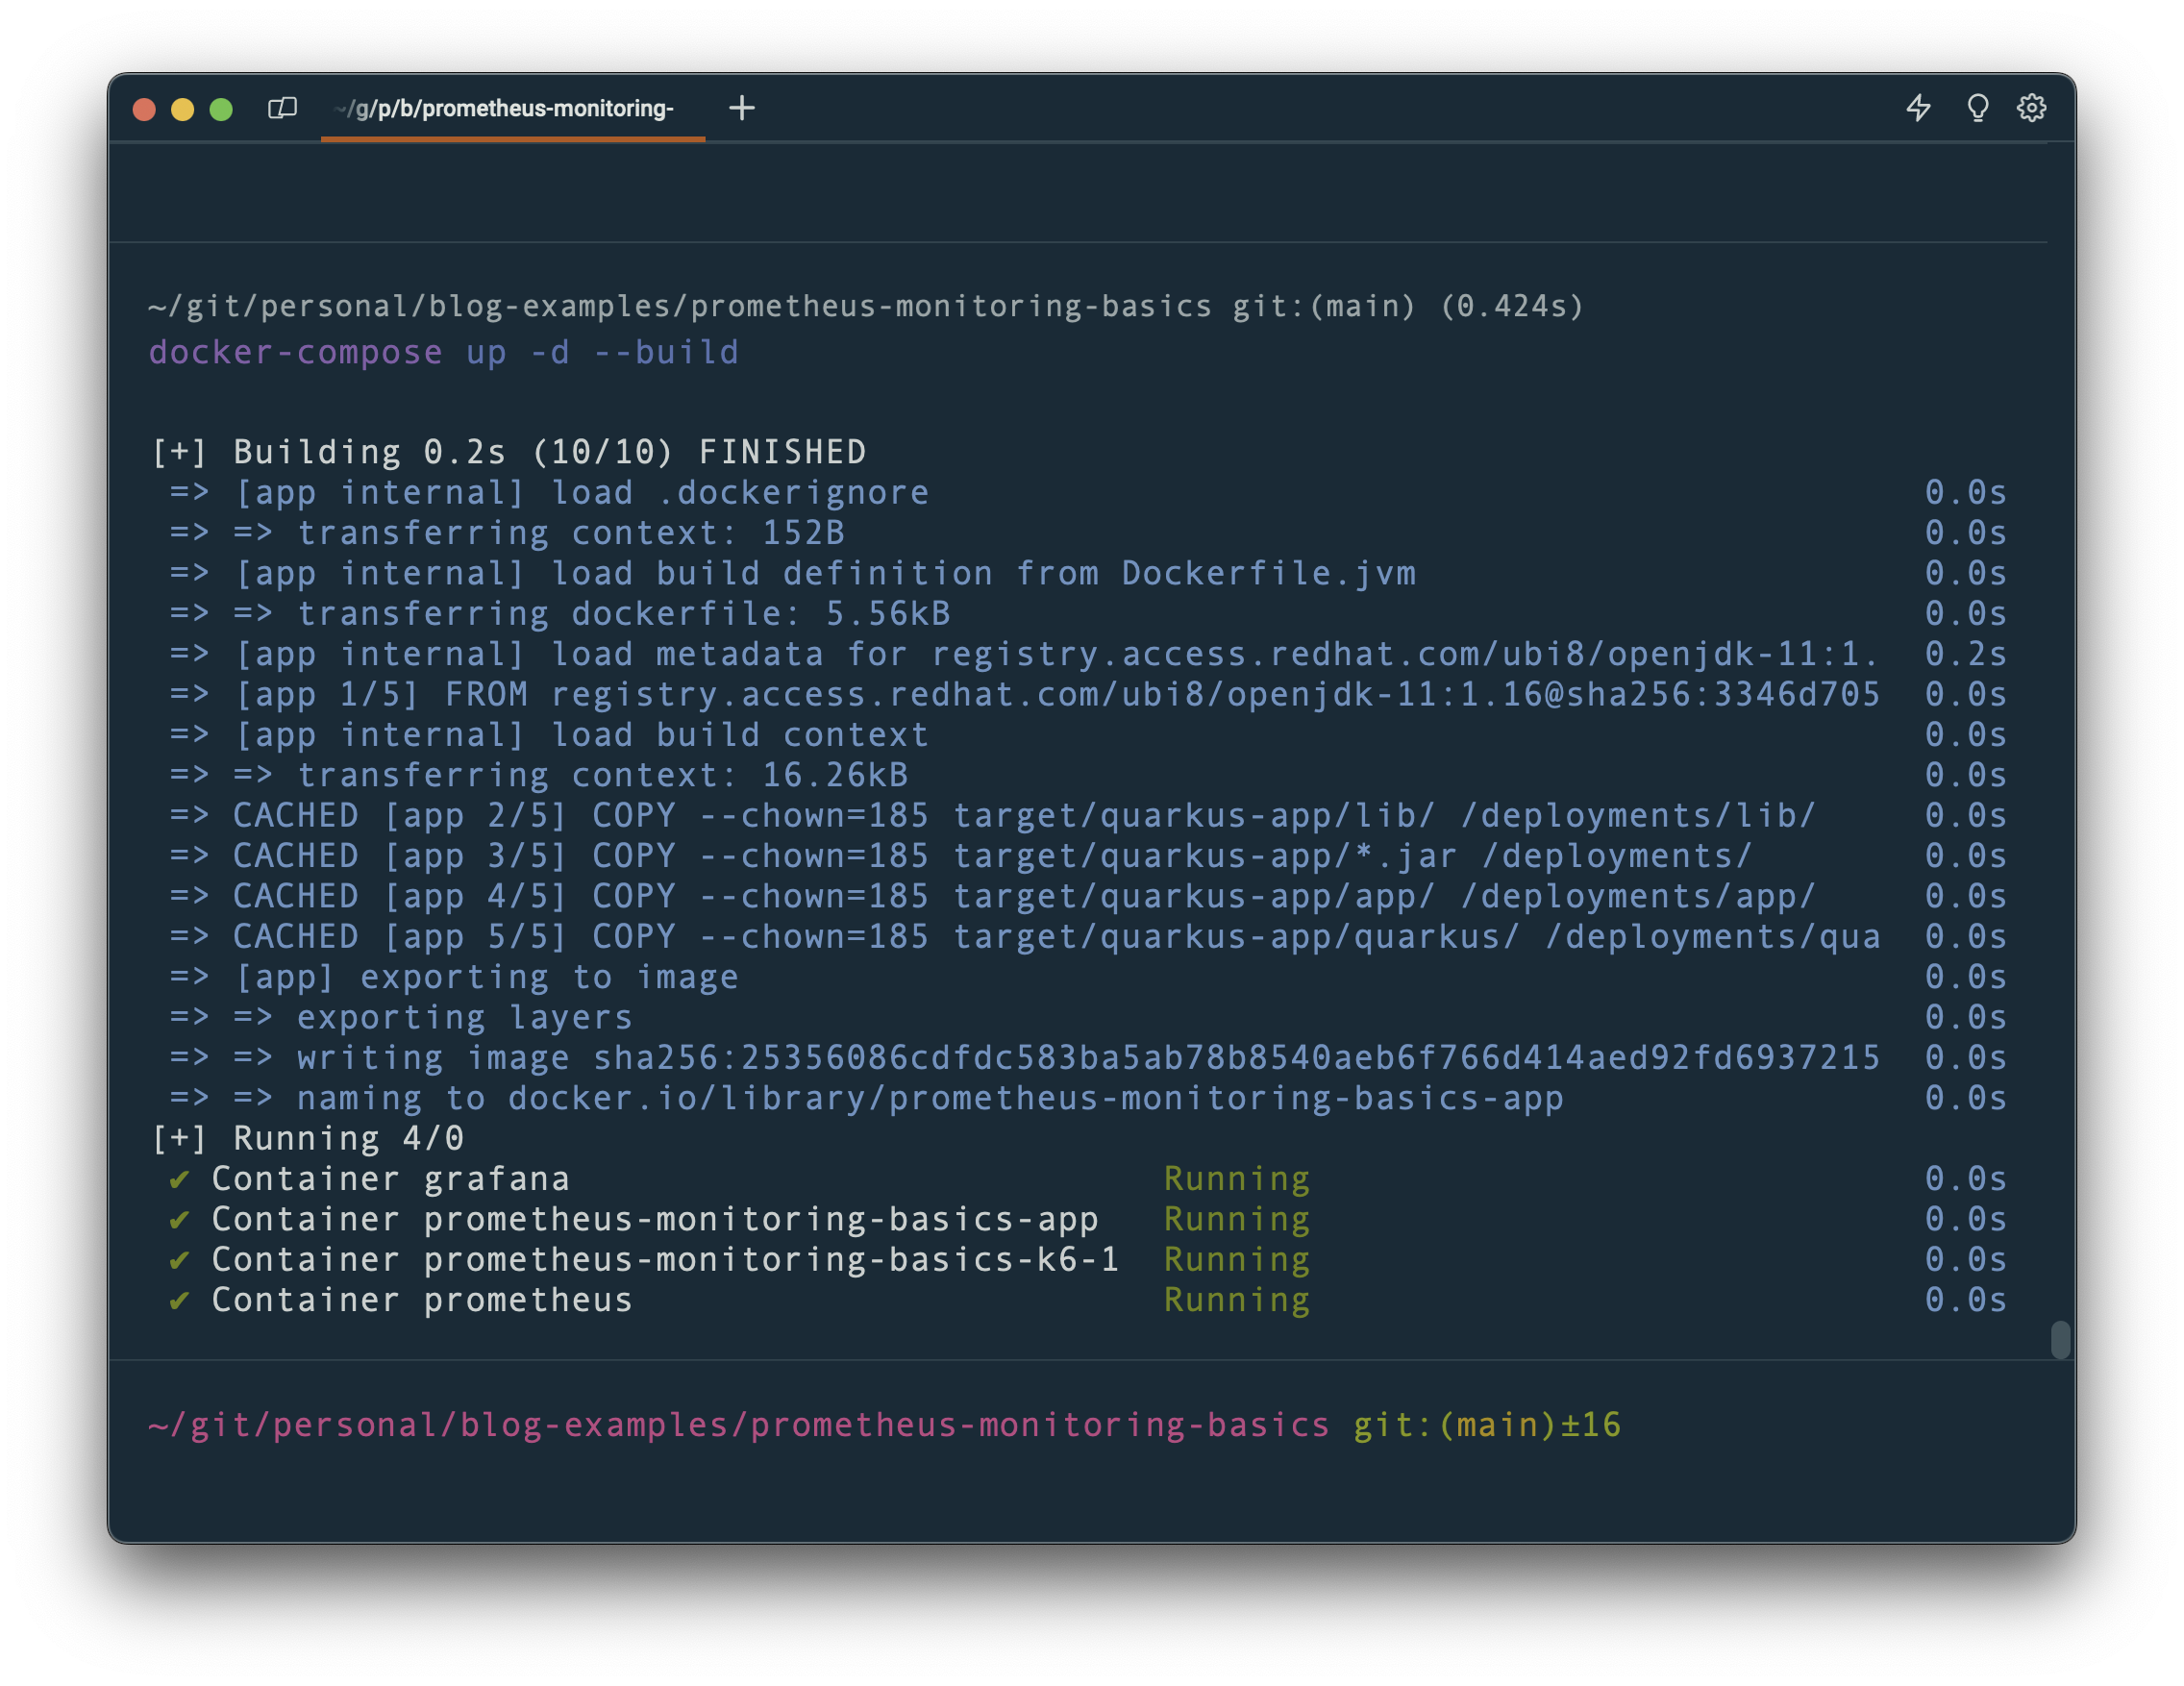 ~/g/p/b/prometheus-monitoring-
~/git/personal/blog-examples/prometheus-monitoring-basics git:(main) (0.424s)
docker-compose up -d --build
[+] Building 0.2s (10/10) FINISHED
=> [app internal] load .dockerignore 0.0s
=> => transferring context: 152B 0.0s
=> [app internal] load build definition from Dockerfile.jvm 0.0s
=> => transferring dockerfile: 5.56kB 0.0s
=> [app internal] load metadata for registry.access.redhat.com/ubi8/openjdk-11:1. 0.2s
=> [app 1/5] FROM registry.access.redhat.com/ubi8/openjdk-11:1.16@sha256:3346d705 0.0s
=> [app internal] load build context 0.0s
=> => transferring context: 16.26kB 0.0s
=> CACHED [app 2/5] COPY --chown=185 target/quarkus-app/lib/ /deployments/lib/ 0.0s
=> CACHED [app 3/5] COPY --chown=185 target/quarkus-app/*.jar /deployments/ 0.0s
=> CACHED [app 4/5] COPY --chown=185 target/quarkus-app/app/ /deployments/app/ 0.0s
=> CACHED [app 5/5] COPY --chown=185 target/quarkus-app/quarkus/ /deployments/qua 0.0s
=> [app] exporting to image 0.0s
=> => exporting layers 0.0s
=> => writing image sha256:25356086cdfdc583ba5ab78b8540aeb6f766d414aed92fd6937215 0.0s
=> => naming to docker.io/library/prometheus-monitoring-basics-app 0.0s
[+] Running 4/0
✔ Container grafana Running 0.0s
✔ Container prometheus-monitoring-basics-app Running 0.0s
✔ Container prometheus-monitoring-basics-k6-1 Running 0.0s
✔ Container prometheus Running 0.0s
~/git/personal/blog-examples/prometheus-monitoring-basics git:(main)±16